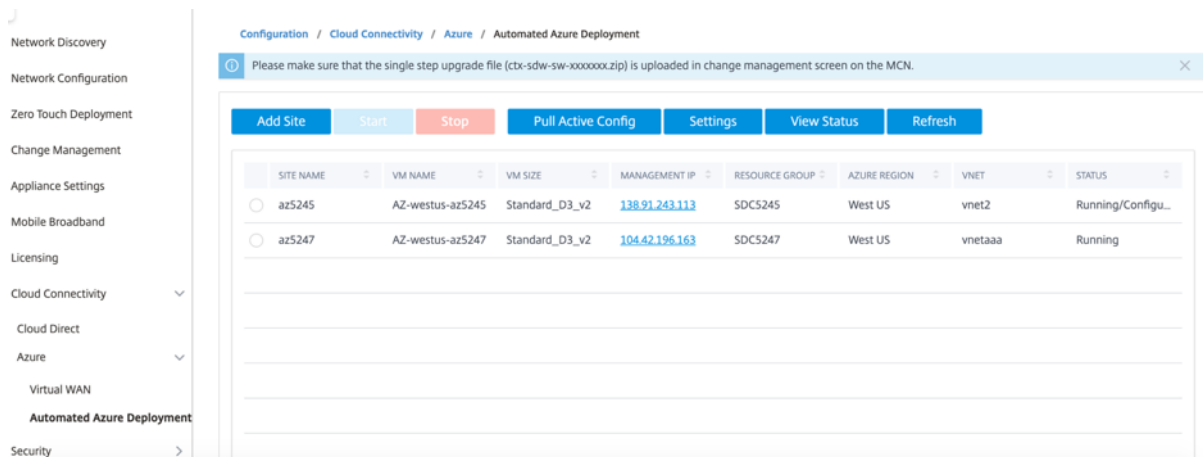 Network Discovery
Network Configuration
Zero Touch Deployment
Change Management
Appliance Settings
Mobile Broadband
Licensing
Cloud Connectivity
Cloud Direct
Azure
Virtual WAN
Automated Azure Deployment
Security
Configuration / Cloud Connectivity / Azure / Automated Azure Deployment
Please make sure that the single step upgrade file (ctx-sdw-sw-xxxxxxx.zip) is uploaded in change management screen on the MCN.
Add Site Start Stop Pull Active Config Settings View Status Refresh
SITE NAME VM NAME VM SIZE MANAGEMENT IP RESOURCE GROUP AZURE REGION VNET STATUS
az5245 AZ-westus-az5245 Standard_D3_v2 138.91.243.113 SDC5245 West US vnet2 Running/Configu...
az5247 AZ-westus-az5247 Standard_D3_v2 104.42.196.163 SDC5247 West US vnetaaa Running